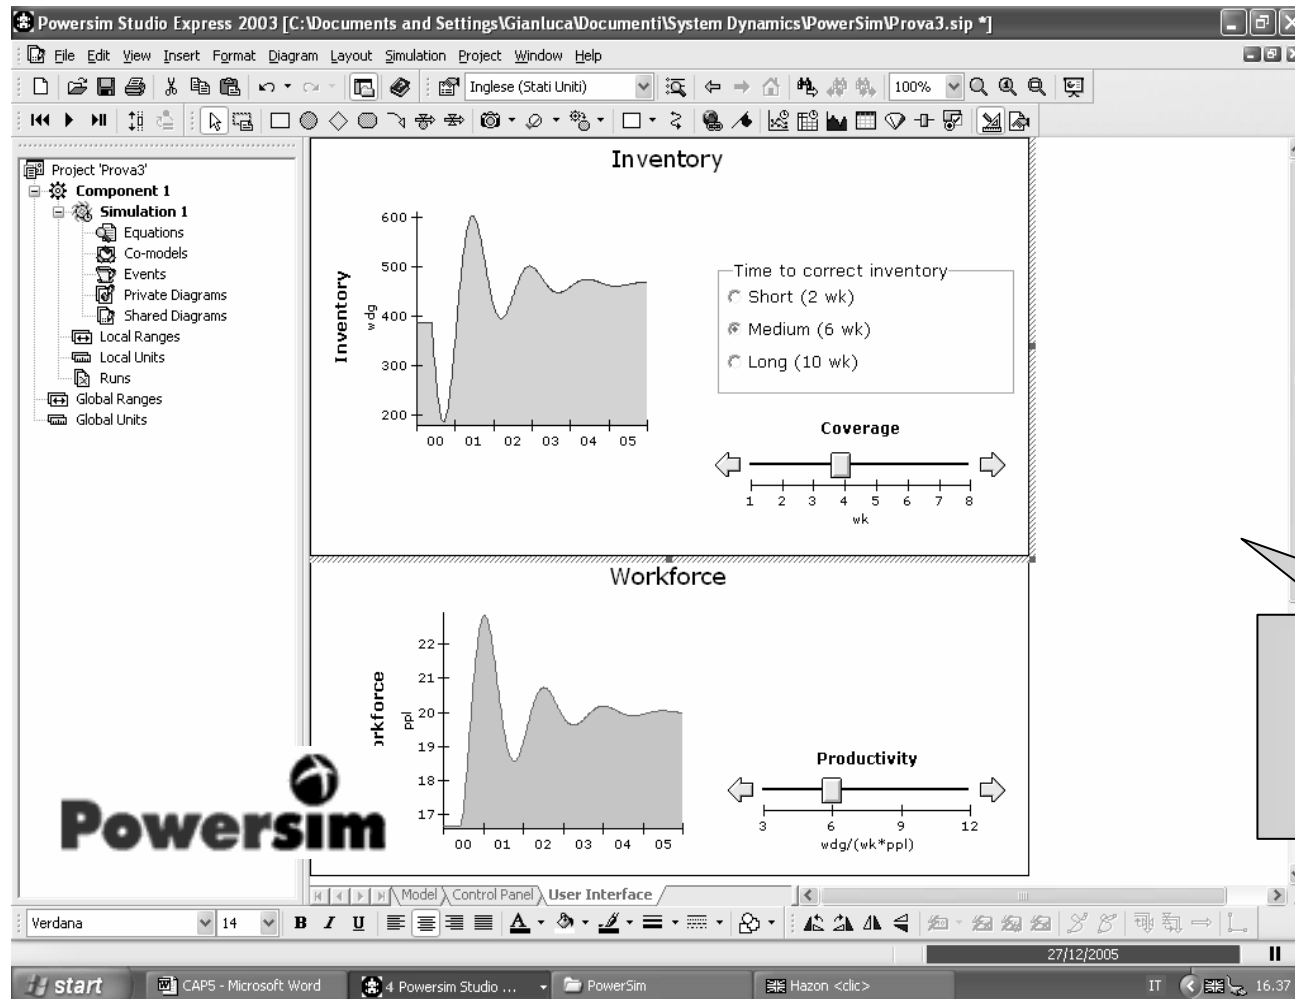 Powersim Studio Express 2003 [C:\Documents and Settings\Gianluca\Documenti\System Dynamics\PowerSim\Prova3.sip *]
File Edit View Insert Format Diagram Layout Simulation Project Window Help
Inglese (Stati Uniti) 100%
Project 'Prova3'
Component 1
Simulation 1
Equations
Co-models
Events
Private Diagrams
Shared Diagrams
Local Ranges
Local Units
Runs
Global Ranges
Global Units
Inventory
Inventory
wdg
600
500
400
300
200
00 01 02 03 04 05
Time to correct inventory
Short (2 wk)
Medium (6 wk)
Long (10 wk)
Coverage
1 2 3 4 5 6 7 8
wk
Workforce
orkforce
ppl
22
21
20
19
18
17
00 01 02 03 04 05
Productivity
3 6 9 12
wdg/(wk*ppl)
Powersim
Model Control Panel User Interface
Verdana 14 B I U A
27/12/2005
start CAP5 - Microsoft Word 4 Powersim Studio ... PowerSim Hazon <clic> IT 16.37